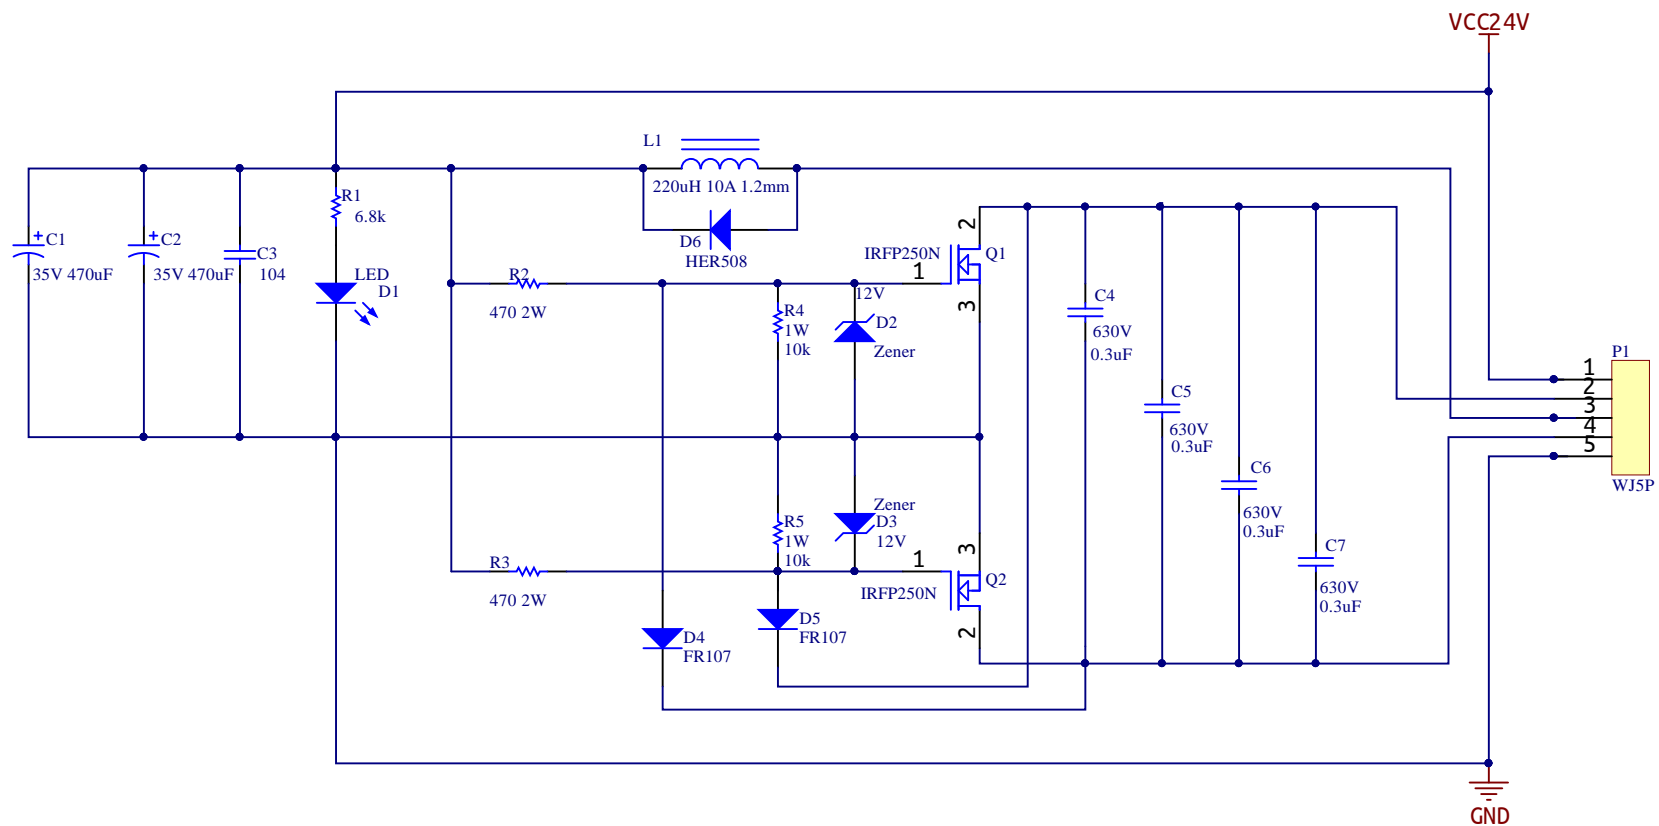 VCC24V
L1
220uH 10A 1.2mm
R1
6.8k
C1
35V 470uF
C2
35V 470uF
C3
104
LED
D1
D6
HER508
R2
470 2W
IRFP250N
1
2
Q1
3
12V
D2
Zener
R4
1W
10k
C4
630V
0.3uF
C5
630V
0.3uF
C6
630V
0.3uF
C7
630V
0.3uF
P1
1
2
3
4
5
WJ5P
Zener
D3
12V
R5
1W
10k
R3
470 2W
1
3
Q2
IRFP250N
2
D5
FR107
D4
FR107
GND